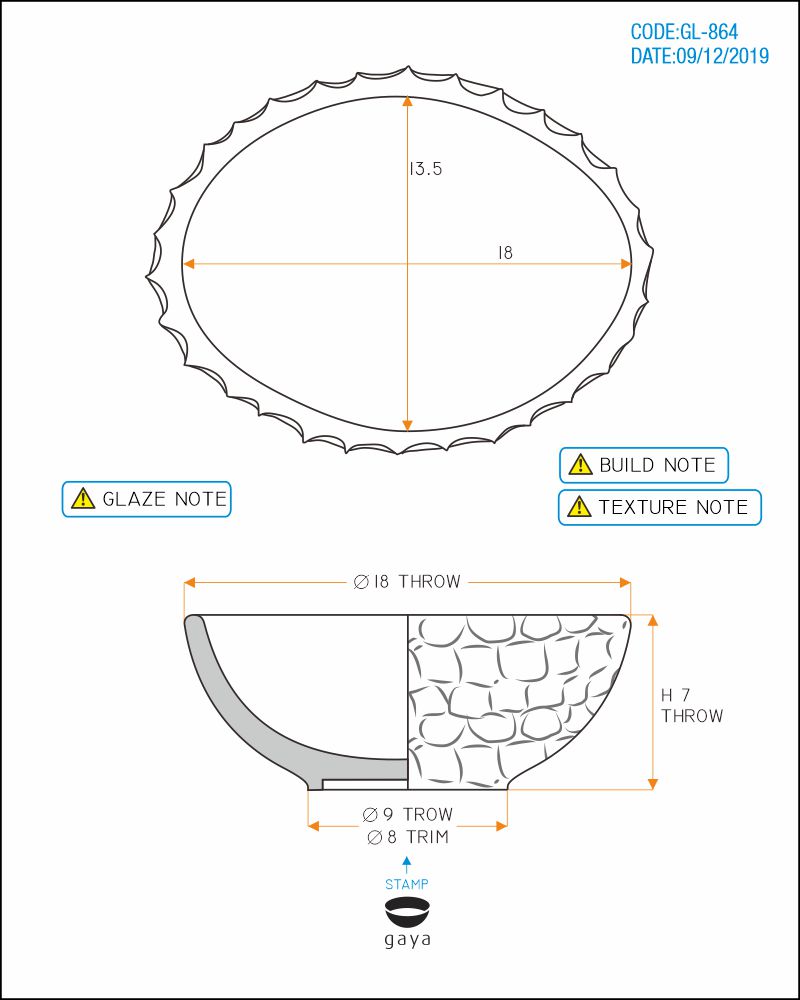 CODE:GL-864
DATE:09/12/2019
13.5
18
BUILD NOTE
GLAZE NOTE
TEXTURE NOTE
∅18 THROW
H 7
THROW
∅9 TROW
∅8 TRIM
STAMP
gaya